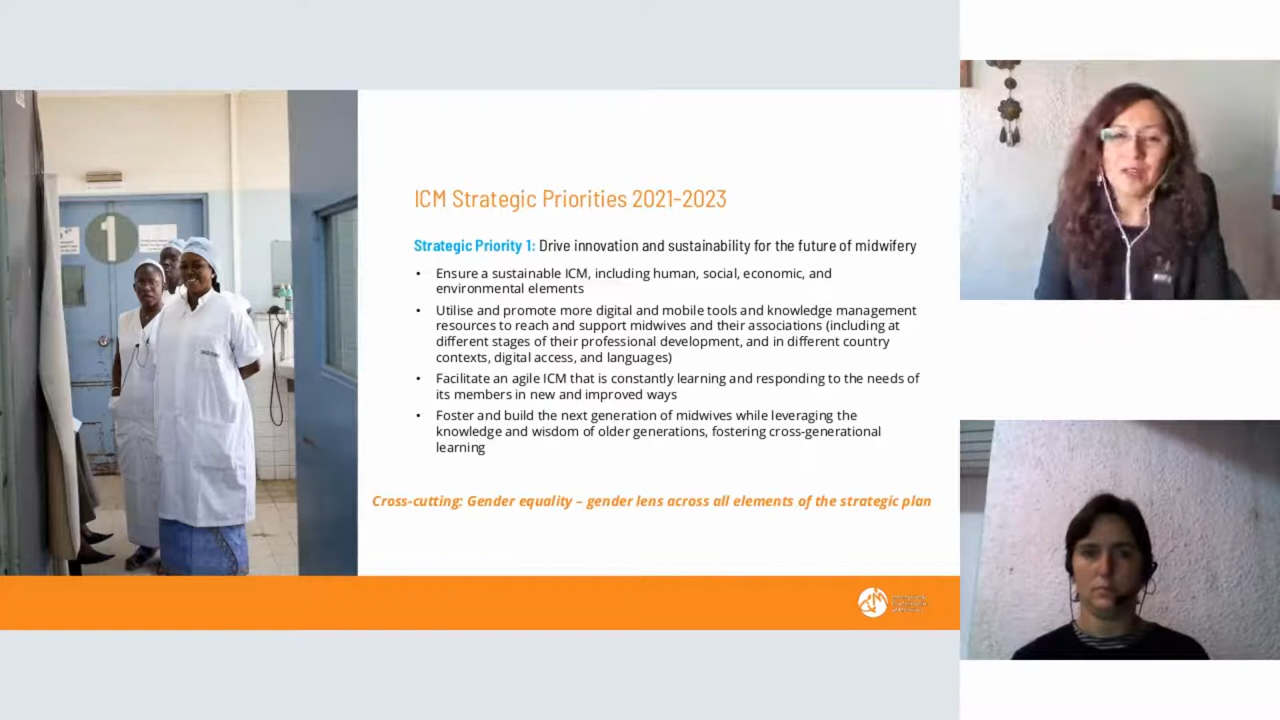 1
ICM Strategic Priorities 2021-2023
Strategic Priority 1: Drive innovation and sustainability for the future of midwifery
• Ensure a sustainable ICM, including human, social, economic, and
environmental elements
• Utilise and promote more digital and mobile tools and knowledge management
resources to reach and support midwives and their associations (including at
different stages of their professional development, and in different country
contexts, digital access, and languages)
• Facilitate an agile ICM that is constantly learning and responding to the needs of
its members in new and improved ways
• Foster and build the next generation of midwives while leveraging the
knowledge and wisdom of older generations, fostering cross-generational
learning
Cross-cutting: Gender equality – gender lens across all elements of the strategic plan